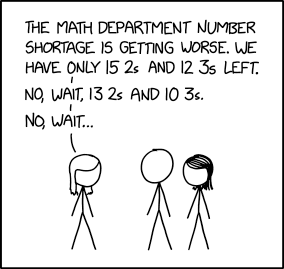 THE MATH DEPARTMENT NUMBER
SHORTAGE IS GETTING WORSE. WE
HAVE ONLY 15 2s AND 12 3s LEFT.
NO, WAIT, 13 2s AND 10 3s.
NO, WAIT...